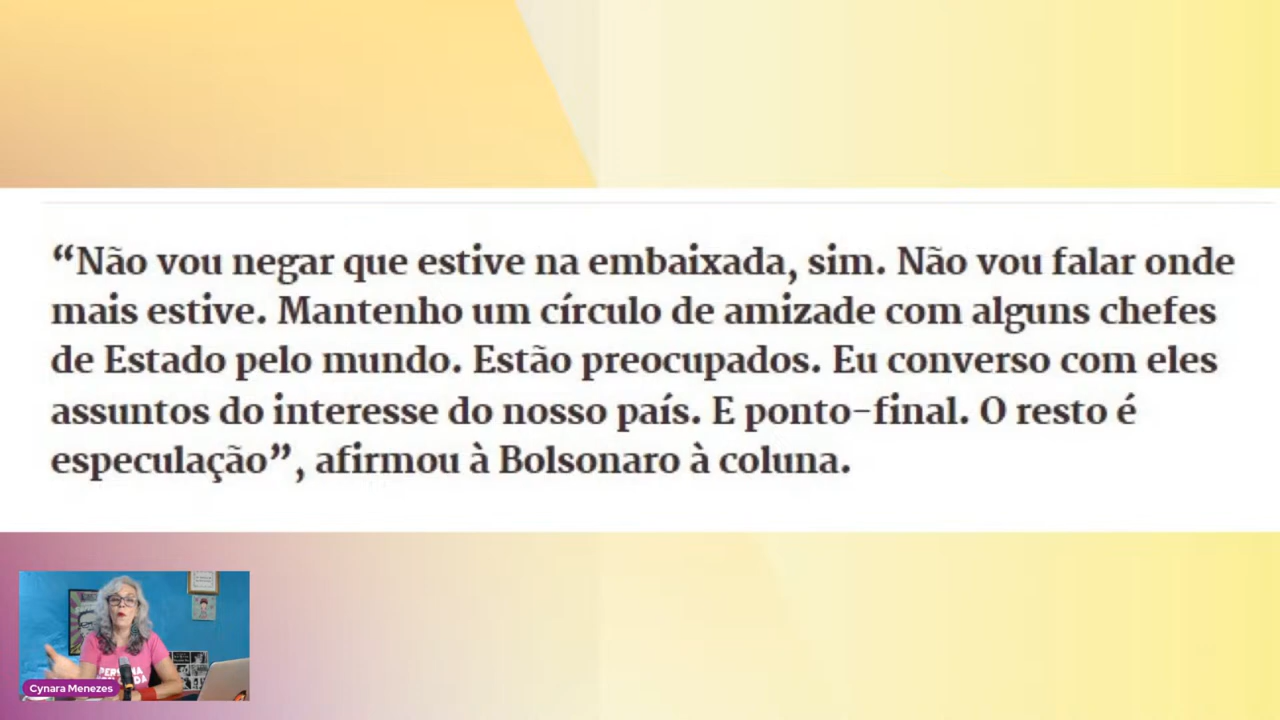 “Não vou negar que estive na embaixada, sim. Não vou falar onde
mais estive. Mantenho um círculo de amizade com alguns chefes
de Estado pelo mundo. Estão preocupados. Eu converso com eles
assuntos do interesse do nosso país. E ponto-final. O resto é
especulação”, afirmou à Bolsonaro à coluna.
Cynara Menezes